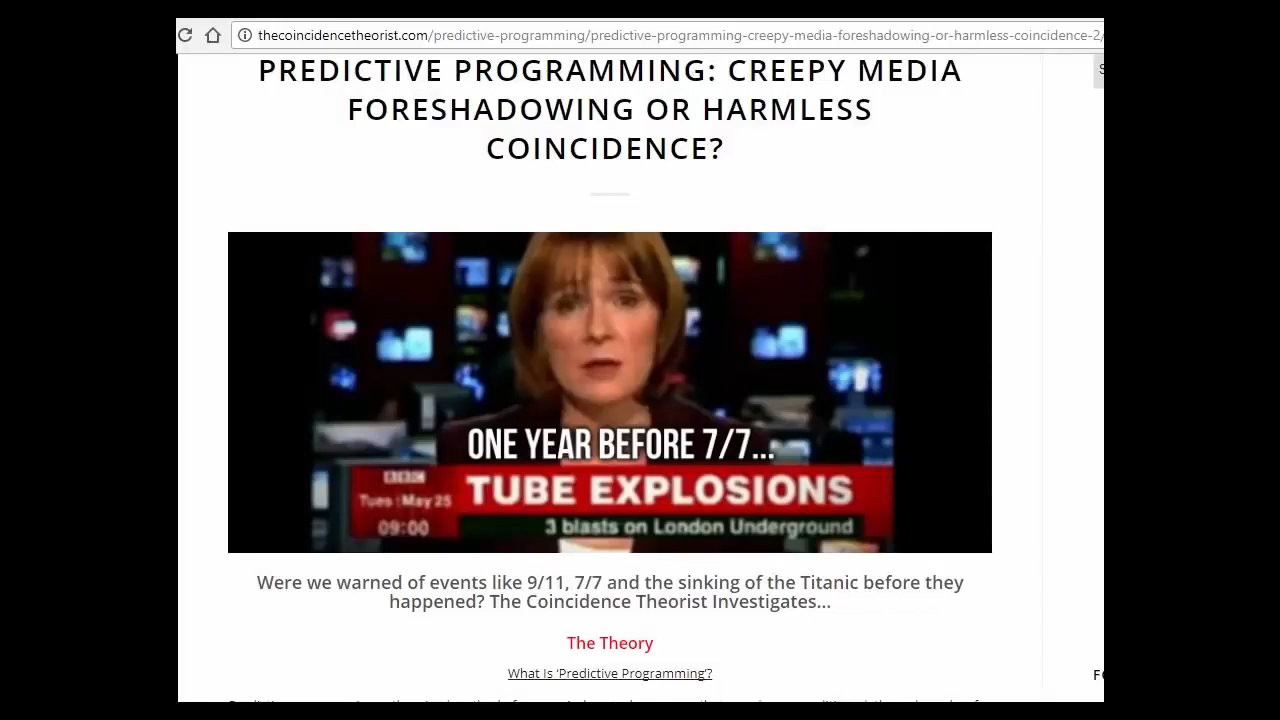 thecoincidencetheorist.com/predictive-programming/predictive-programming-creepy-media-foreshadowing-or-harmless-coincidence-2/
PREDICTIVE PROGRAMMING: CREEPY MEDIA
FORESHADOWING OR HARMLESS
COINCIDENCE?
ONE YEAR BEFORE 7/7...
BBC
Tues May 25
09:00
TUBE EXPLOSIONS
3 blasts on London Underground
Were we warned of events like 9/11, 7/7 and the sinking of the Titanic before they
happened? The Coincidence Theorist Investigates...
The Theory
What Is ‘Predictive Programming’?